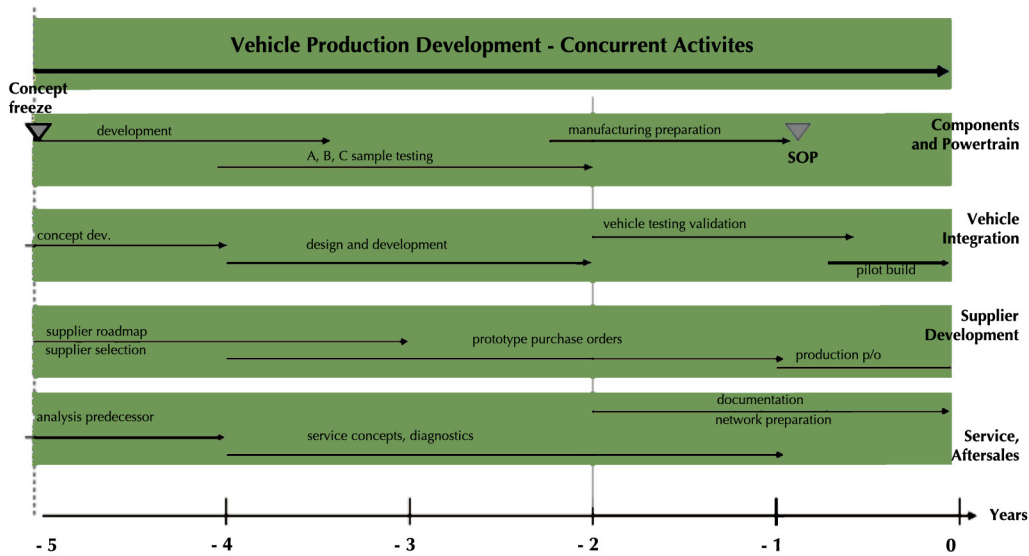 Vehicle Production Development - Concurrent Activites
Concept
freeze
development
manufacturing preparation
A, B, C sample testing
SOP
Components
and Powertrain
concept dev.
design and development
vehicle testing validation
pilot build
Vehicle
Integration
supplier roadmap
supplier selection
prototype purchase orders
production p/o
Supplier
Development
analysis predecessor
service concepts, diagnostics
documentation
network preparation
Service,
Aftersales
Years
- 5 - 4 - 3 - 2 - 1 0